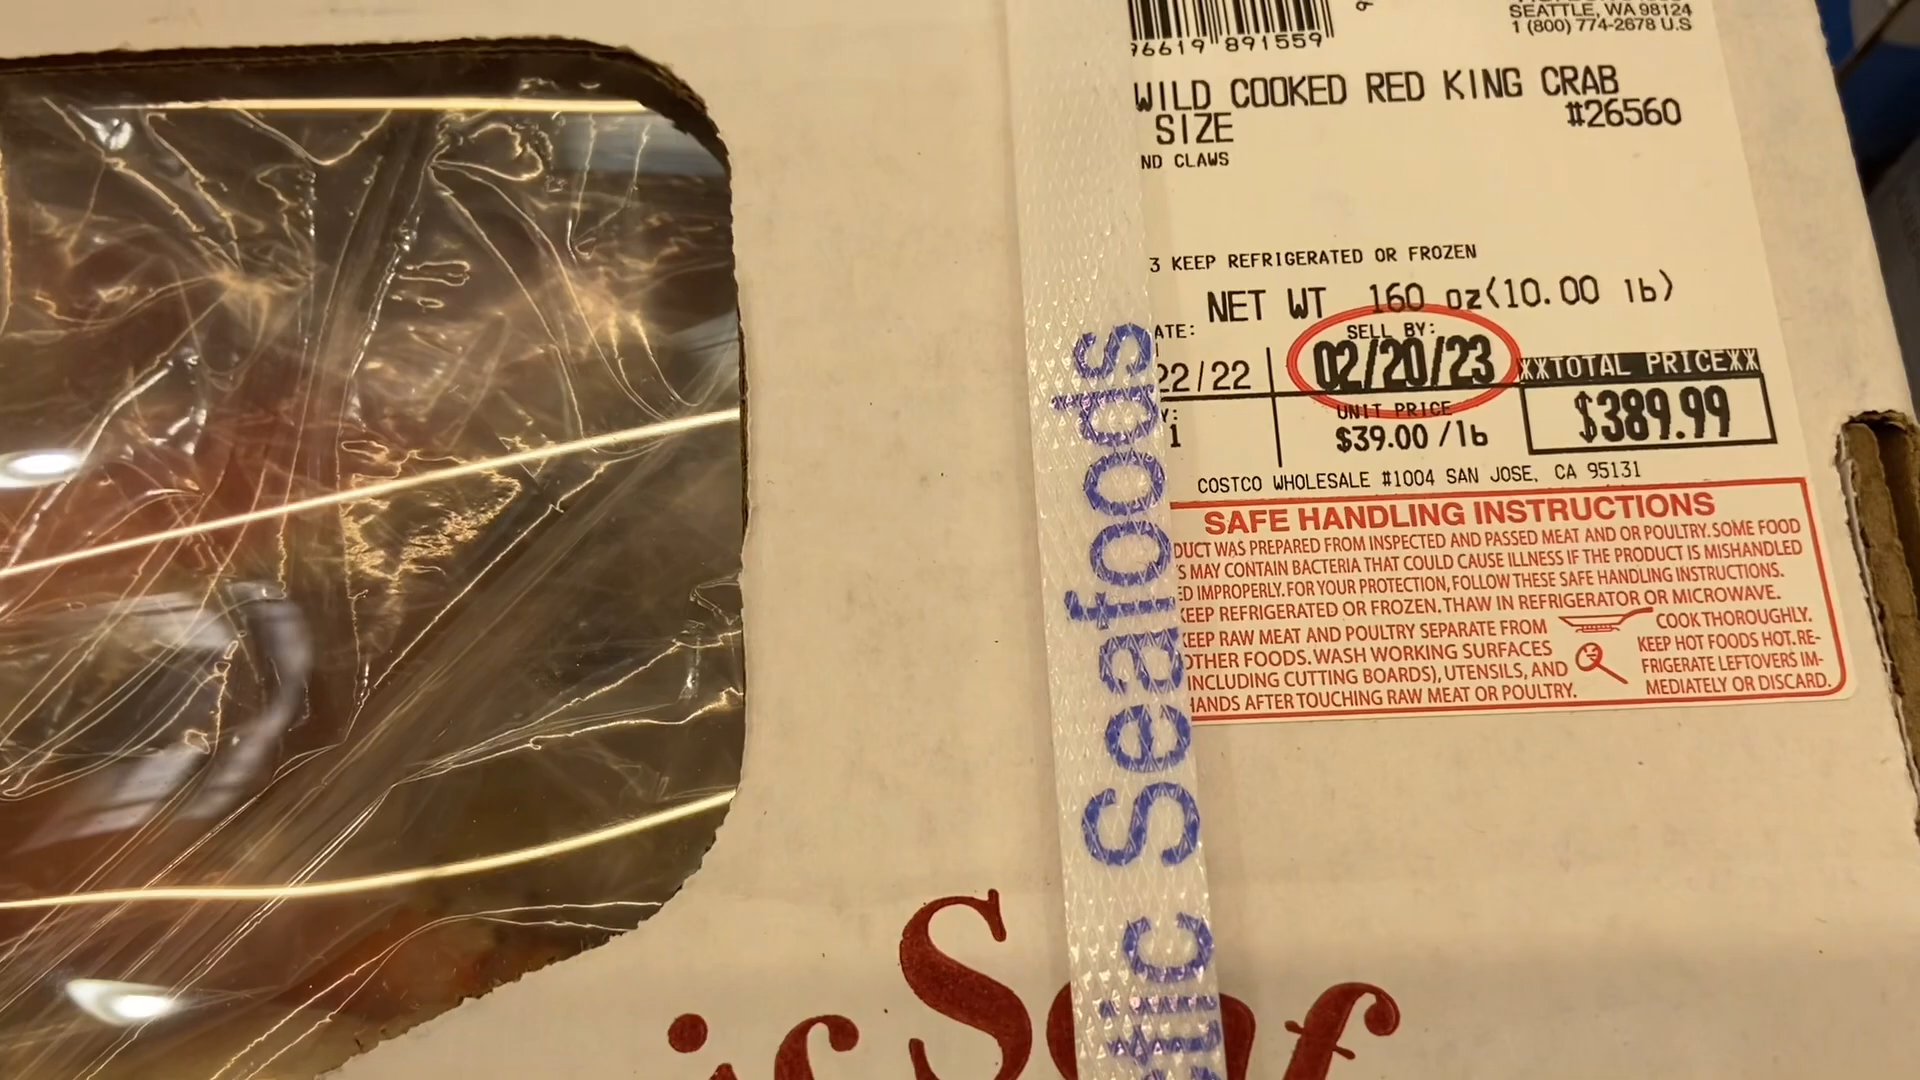 SEATTLE, WA 98124
1 (800) 774-2678 U.S
96619 891559
WILD COOKED RED KING CRAB
SIZE #26560
ND CLAWS
3 KEEP REFRIGERATED OR FROZEN
NET WT 160 oz(10.00 lb)
ATE: SELL BY:
22/22 02/20/23 **TOTAL PRICE**
Y: UNIT PRICE $389.99
1 $39.00 /lb
COSTCO WHOLESALE #1004 SAN JOSE, CA 95131
SAFE HANDLING INSTRUCTIONS
DUCT WAS PREPARED FROM INSPECTED AND PASSED MEAT AND OR POULTRY. SOME FOOD
S MAY CONTAIN BACTERIA THAT COULD CAUSE ILLNESS IF THE PRODUCT IS MISHANDLED
ED IMPROPERLY. FOR YOUR PROTECTION, FOLLOW THESE SAFE HANDLING INSTRUCTIONS.
KEEP REFRIGERATED OR FROZEN. THAW IN REFRIGERATOR OR MICROWAVE.
KEEP RAW MEAT AND POULTRY SEPARATE FROM
OTHER FOODS. WASH WORKING SURFACES
INCLUDING CUTTING BOARDS), UTENSILS, AND
HANDS AFTER TOUCHING RAW MEAT OR POULTRY.
COOK THOROUGHLY.
KEEP HOT FOODS HOT. RE-
FRIGERATE LEFTOVERS IM-
MEDIATELY OR DISCARD.
tic Seafoods
ic Seaf